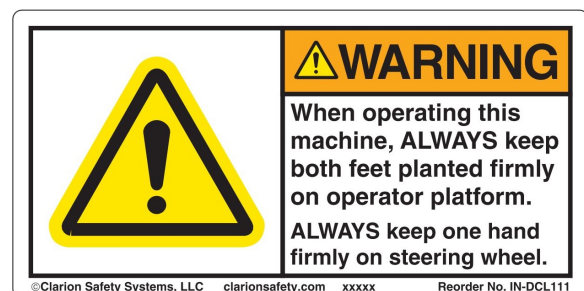 WARNING
When operating this
machine, ALWAYS keep
both feet planted firmly
on operator platform.
ALWAYS keep one hand
firmly on steering wheel.
©Clarion Safety Systems, LLC clarionsafety.com xxxxx Reorder No. IN-DCL111